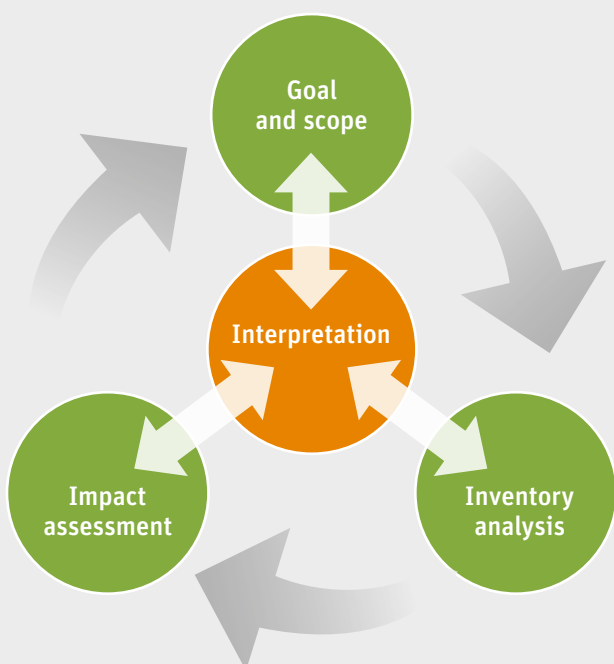 Goal
and scope
Interpretation
Impact
assessment
Inventory
analysis